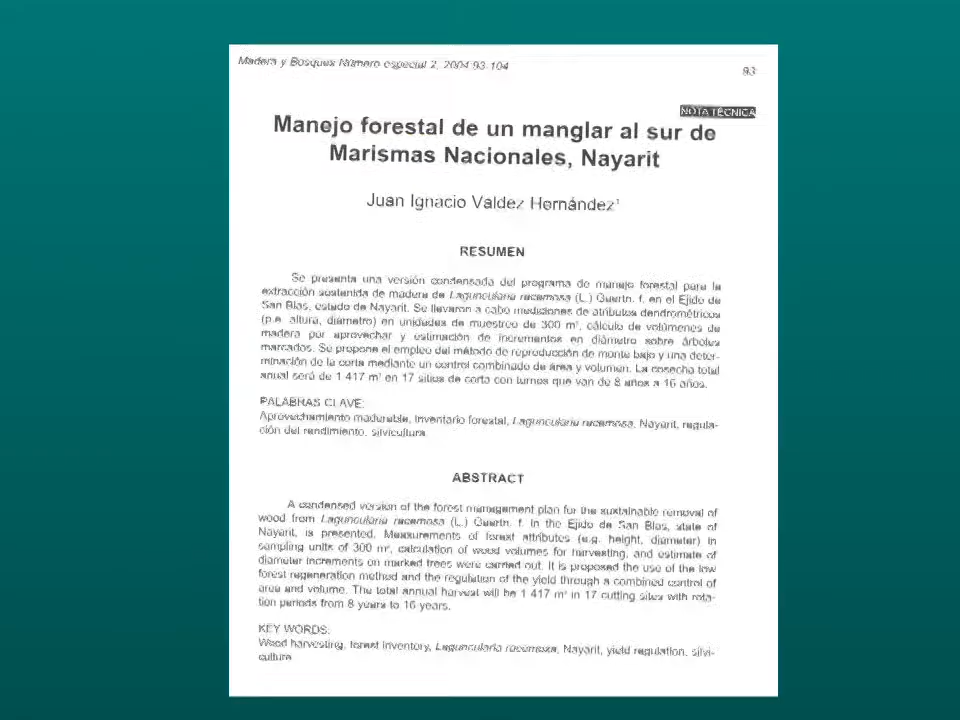 Madera y Bosques Número especial 2, 2004:93-104
93
NOTA TÉCNICA
Manejo forestal de un manglar al sur de
Marismas Nacionales, Nayarit
Juan Ignacio Valdez Hernández¹
RESUMEN
Se presenta una versión condensada del programa de manejo forestal para la
extracción sostenida de madera de Laguncularia racemosa (L.) Gaertn. f. en el Ejido de
San Blas, estado de Nayarit. Se llevaron a cabo mediciones de atributos dendrométricos
(p.e. altura, diámetro) en unidades de muestreo de 300 m², cálculo de volúmenes de
madera por aprovechar y estimación de incrementos en diámetro sobre árboles
marcados. Se propone el empleo del método de reproducción de monte bajo y una deter-
minación de la corta mediante un control combinado de área y volumen. La cosecha total
anual será de 1 417 m³ en 17 sitios de corta con turnos que van de 8 años a 16 años.
PALABRAS CLAVE:
Aprovechamiento maderable, inventario forestal, Laguncularia racemosa, Nayarit, regula-
ción del rendimiento, silvicultura
ABSTRACT
A condensed version of the forest management plan for the sustainable removal of
wood from Laguncularia racemosa (L.) Gaertn. f. in the Ejido de San Blas, state of
Nayarit, is presented. Measurements of forest attributes (e.g. height, diameter) in
sampling units of 300 m², calculation of wood volumes for harvesting, and estimate of
diameter increments on marked trees were carried out. It is proposed the use of the low
forest regeneration method and the regulation of the yield through a combined control of
area and volume. The total annual harvest will be 1 417 m³ in 17 cutting sites with rota-
tion periods from 8 years to 16 years.
KEY WORDS:
Wood harvesting, forest inventory, Laguncularia racemosa, Nayarit, yield regulation, silvi-
culture